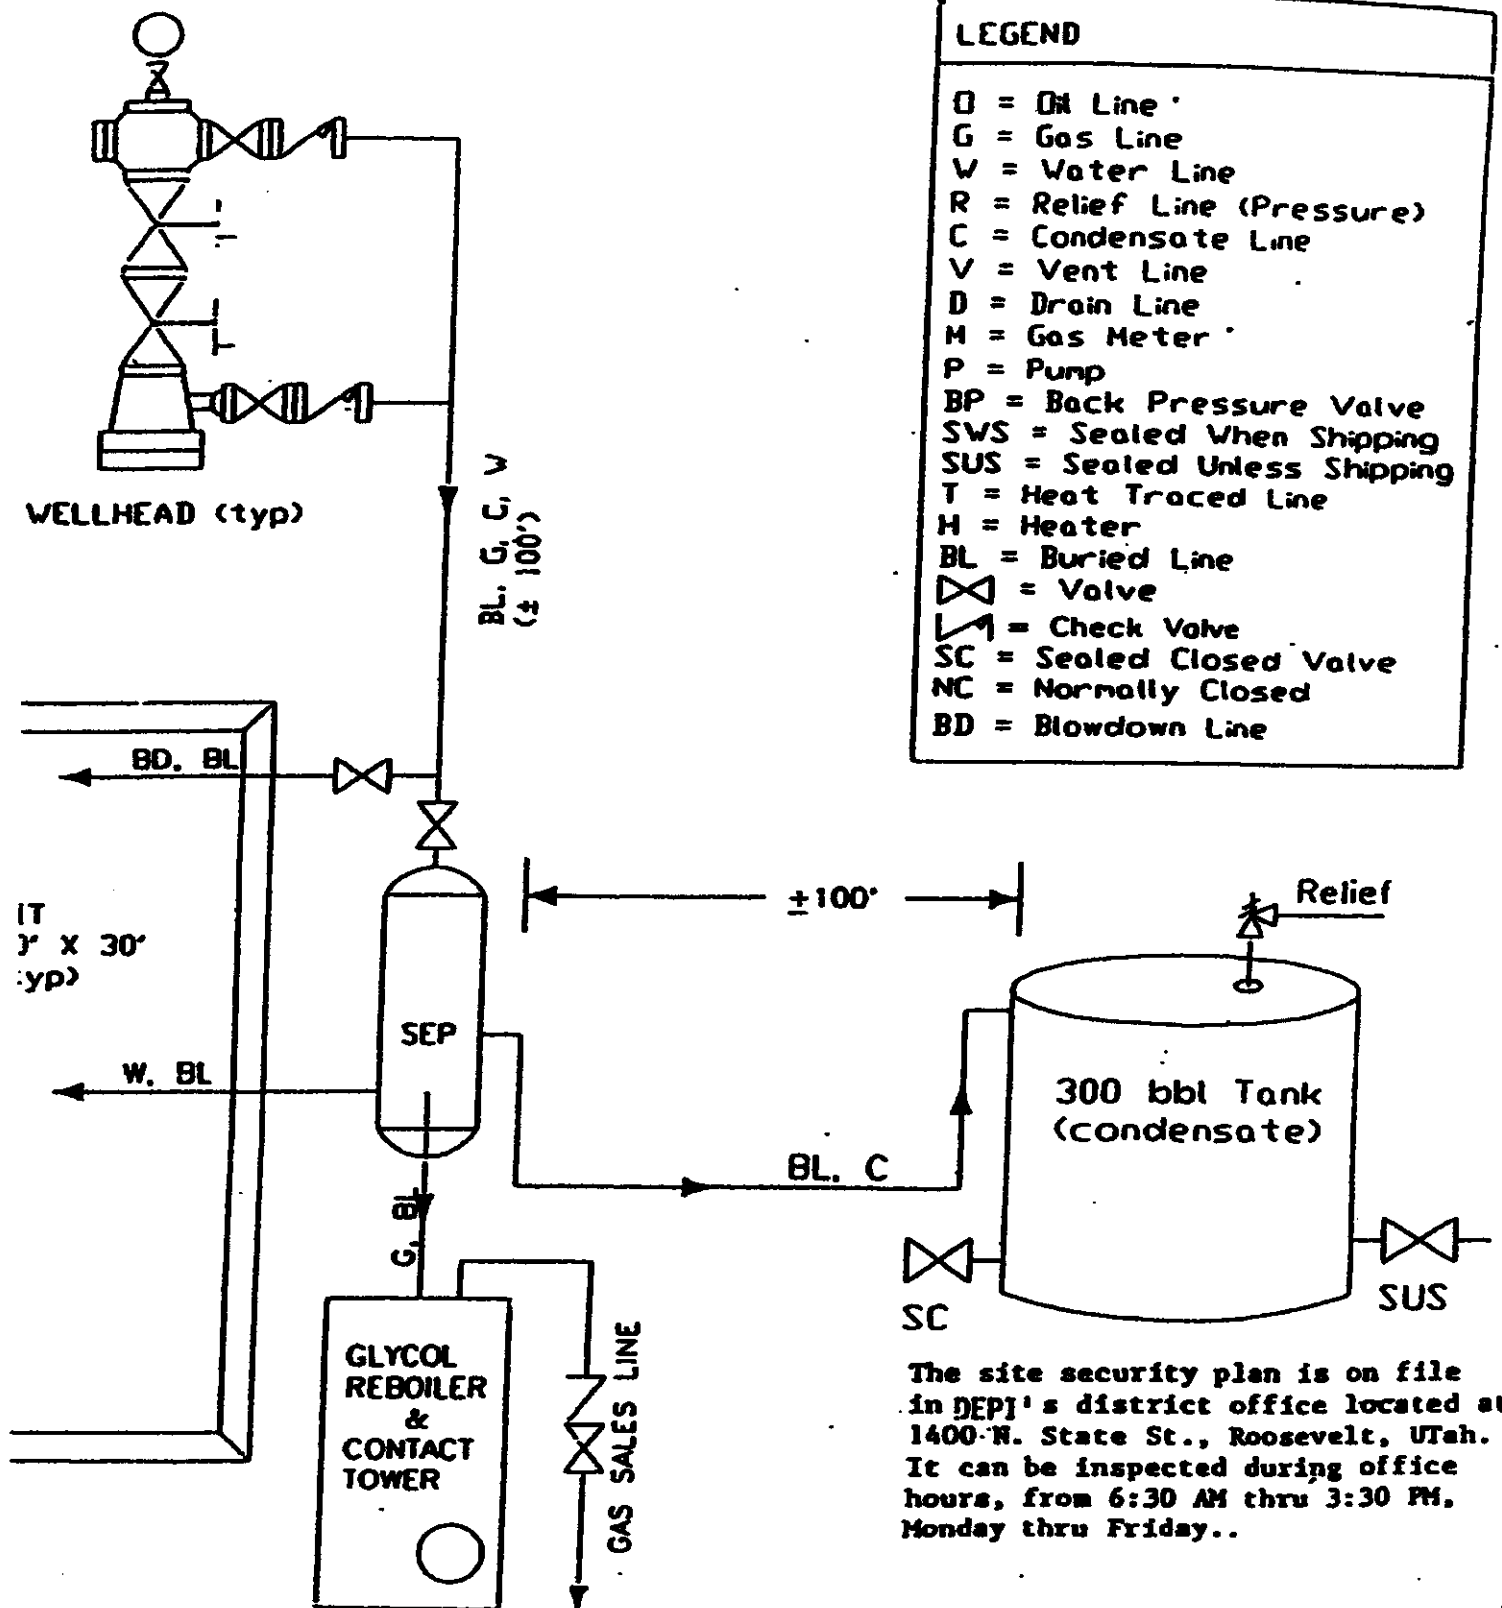 LEGEND
O = Oil Line
G = Gas Line
W = Water Line
R = Relief Line (Pressure)
C = Condensate Line
V = Vent Line
D = Drain Line
M = Gas Meter
P = Pump
BP = Back Pressure Valve
SWS = Sealed When Shipping
SUS = Sealed Unless Shipping
T = Heat Traced Line
H = Heater
BL = Buried Line
= Valve
= Check Valve
SC = Sealed Closed Valve
NC = Normally Closed
BD = Blowdown Line
WELLHEAD (typ)
BL, G, C, W
(± 100')
BD. BL
IT
)' X 30'
yp)
W. BL
SEP
±100'
Relief
300 bbl Tank
(condensate)
BL. C
G, BL
SC
SUS
GLYCOL
REBOILER
&
CONTACT
TOWER
GAS SALES LINE
The site security plan is on file
in DEPI's district office located at
1400 N. State St., Roosevelt, UTah.
It can be inspected during office
hours, from 6:30 AM thru 3:30 PM,
Monday thru Friday..